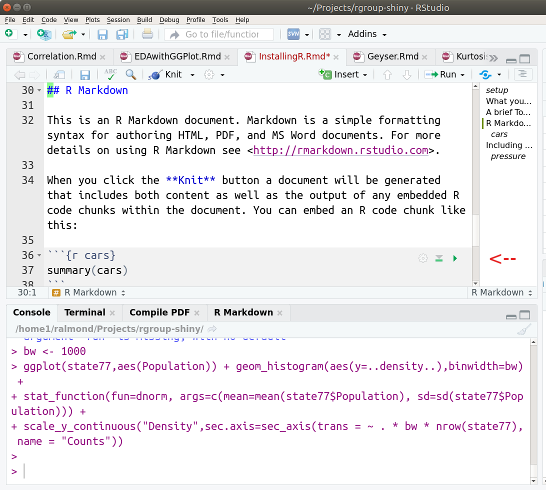 ~/Projects/rgroup-shiny - RStudio
File Edit Code View Plots Session Build Debug Profile Tools Help
Go to file/function Addins
Correlation.Rmd EDAwithGGPlot.Rmd InstallingR.Rmd* Geyser.Rmd Kurtosi
ABC Knit Insert Run
30 ## R Markdown
31
32 This is an R Markdown document. Markdown is a simple formatting
syntax for authoring HTML, PDF, and MS Word documents. For more
details on using R Markdown see <http://rmarkdown.rstudio.com>.
33
34 When you click the **Knit** button a document will be generated
that includes both content as well as the output of any embedded R
code chunks within the document. You can embed an R code chunk like
this:
35
36 ```{r cars}
37 summary(cars)
38 ```
setup
What you...
A brief To...
R Markdo...
cars
Including ...
pressure
<--
30:1 R Markdown R Markdown
Console Terminal Compile PDF R Markdown
/home1/ralmond/Projects/rgroup-shiny/
> bw <- 1000
> ggplot(state77,aes(Population)) + geom_histogram(aes(y=..density..),binwidth=bw)
+
+ stat_function(fun=dnorm, args=c(mean=mean(state77$Population), sd=sd(state77$Pop
ulation))) +
+ scale_y_continuous("Density",sec.axis=sec_axis(trans = ~ . * bw * nrow(state77),
name = "Counts"))
>
>